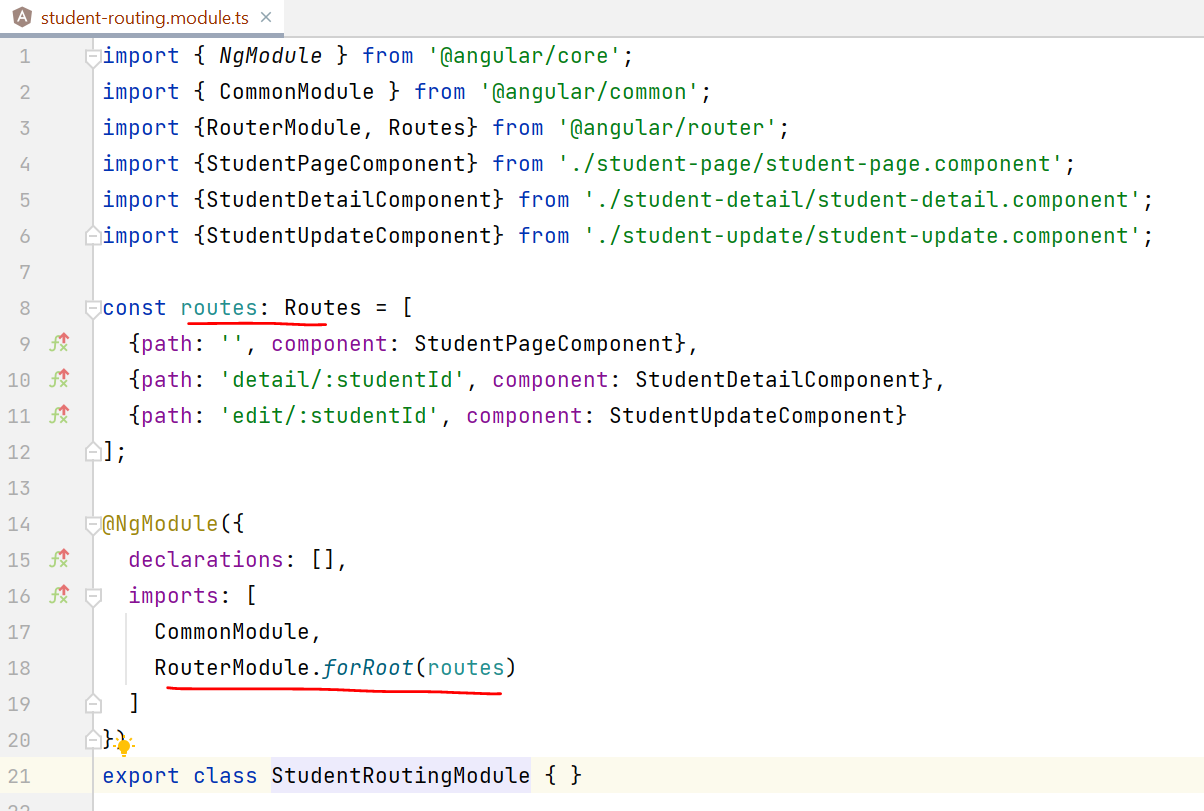 student-routing.module.ts
1 import { NgModule } from '@angular/core';
2 import { CommonModule } from '@angular/common';
3 import {RouterModule, Routes} from '@angular/router';
4 import {StudentPageComponent} from './student-page/student-page.component';
5 import {StudentDetailComponent} from './student-detail/student-detail.component';
6 import {StudentUpdateComponent} from './student-update/student-update.component';
7
8 const routes: Routes = [
9   {path: '', component: StudentPageComponent},
10   {path: 'detail/:studentId', component: StudentDetailComponent},
11   {path: 'edit/:studentId', component: StudentUpdateComponent}
12 ];
13
14 @NgModule({
15   declarations: [],
16   imports: [
17     CommonModule,
18     RouterModule.forRoot(routes)
19   ]
20 })
21 export class StudentRoutingModule { }
22